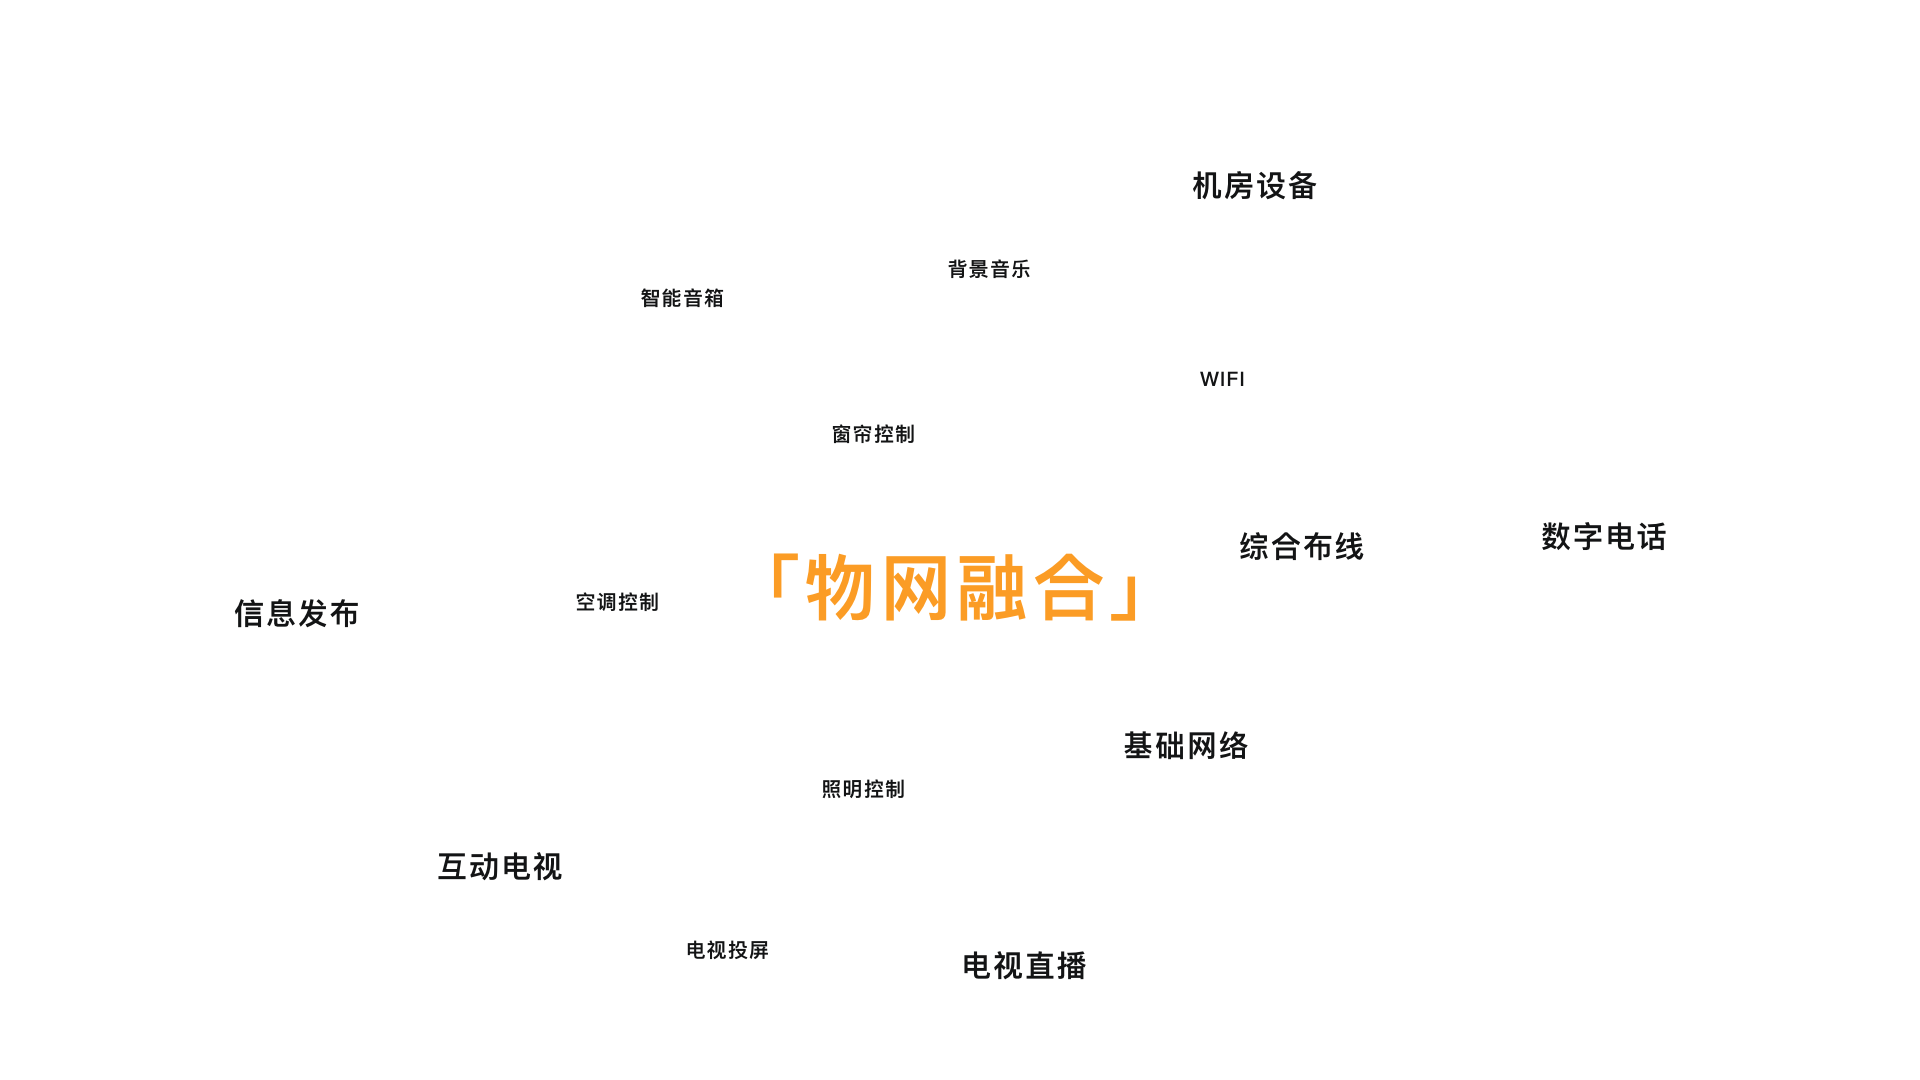 机房设备
背景音乐
智能音箱
WIFI
窗帘控制
数字电话
综合布线
「物网融合」
空调控制
信息发布
基础网络
照明控制
互动电视
电视投屏
电视直播